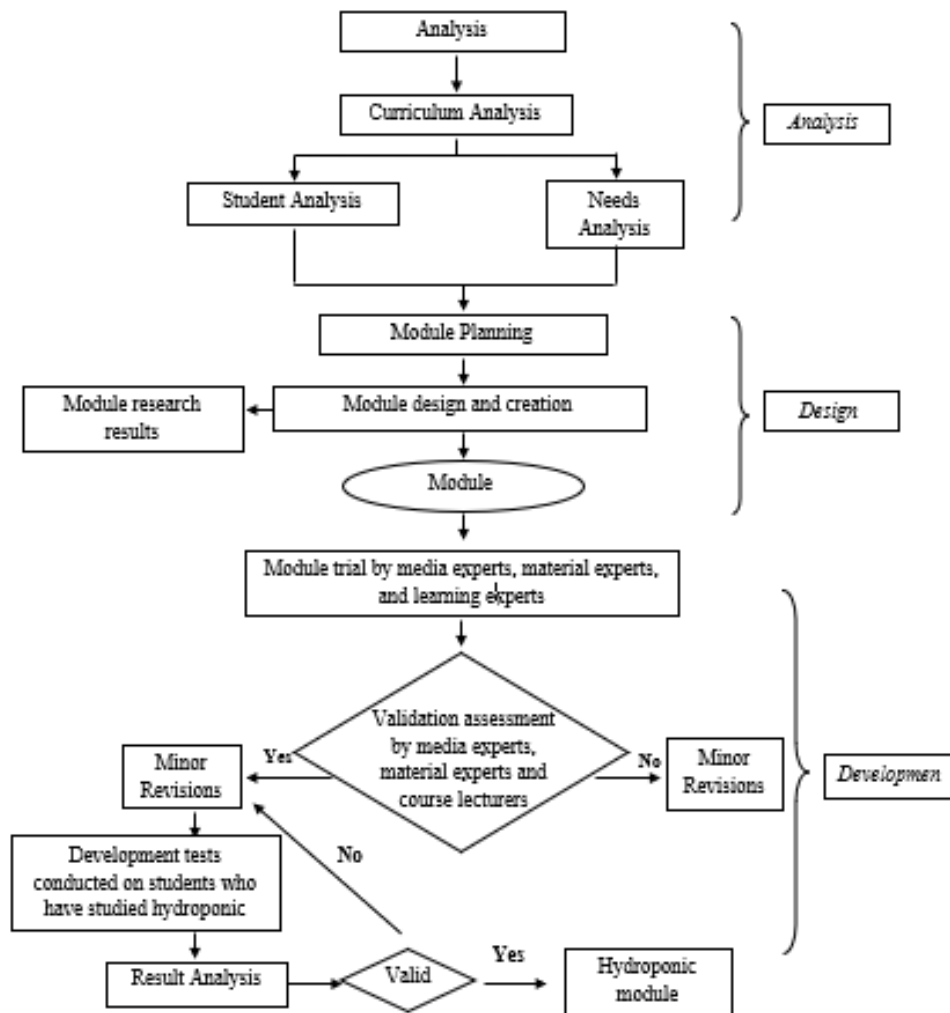 Analysis
Curriculum Analysis
Analysis
Student Analysis
Needs
Analysis
Module Planning
Module research
results
Module design and creation
Design
Module
Module trial by media experts, material experts,
and learning experts
Validation assessment
by media experts,
material experts and
course lecturers
Yes
No
Minor
Revisions
Minor
Revisions
Developmen
Development tests
conducted on students who
have studied hydroponic
No
Result Analysis
Valid
Yes
Hydroponic
module